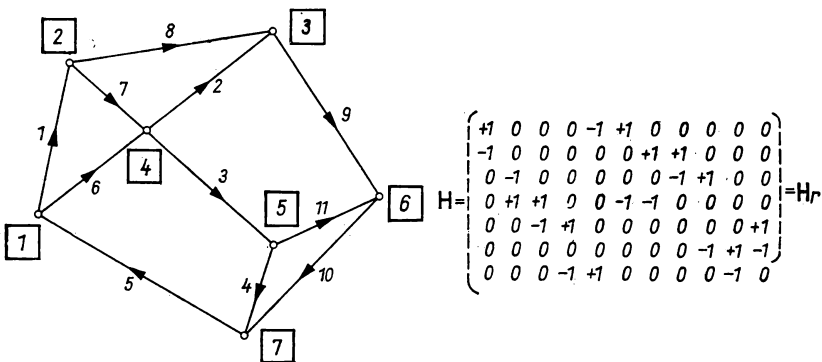 2 8 3
7 2
1 9
4
6 3
1 5 11 6
5 4 10
7
H= +1 0 0 0 -1 +1 0 0 0 0 0 =Hr
-1 0 0 0 0 0 +1 +1 0 0 0
0 -1 0 0 0 0 0 -1 +1 0 0
0 +1 +1 0 0 -1 -1 0 0 0 0
0 0 -1 +1 0 0 0 0 0 0 +1
0 0 0 0 0 0 0 0 -1 +1 -1
0 0 0 -1 +1 0 0 0 0 -1 0